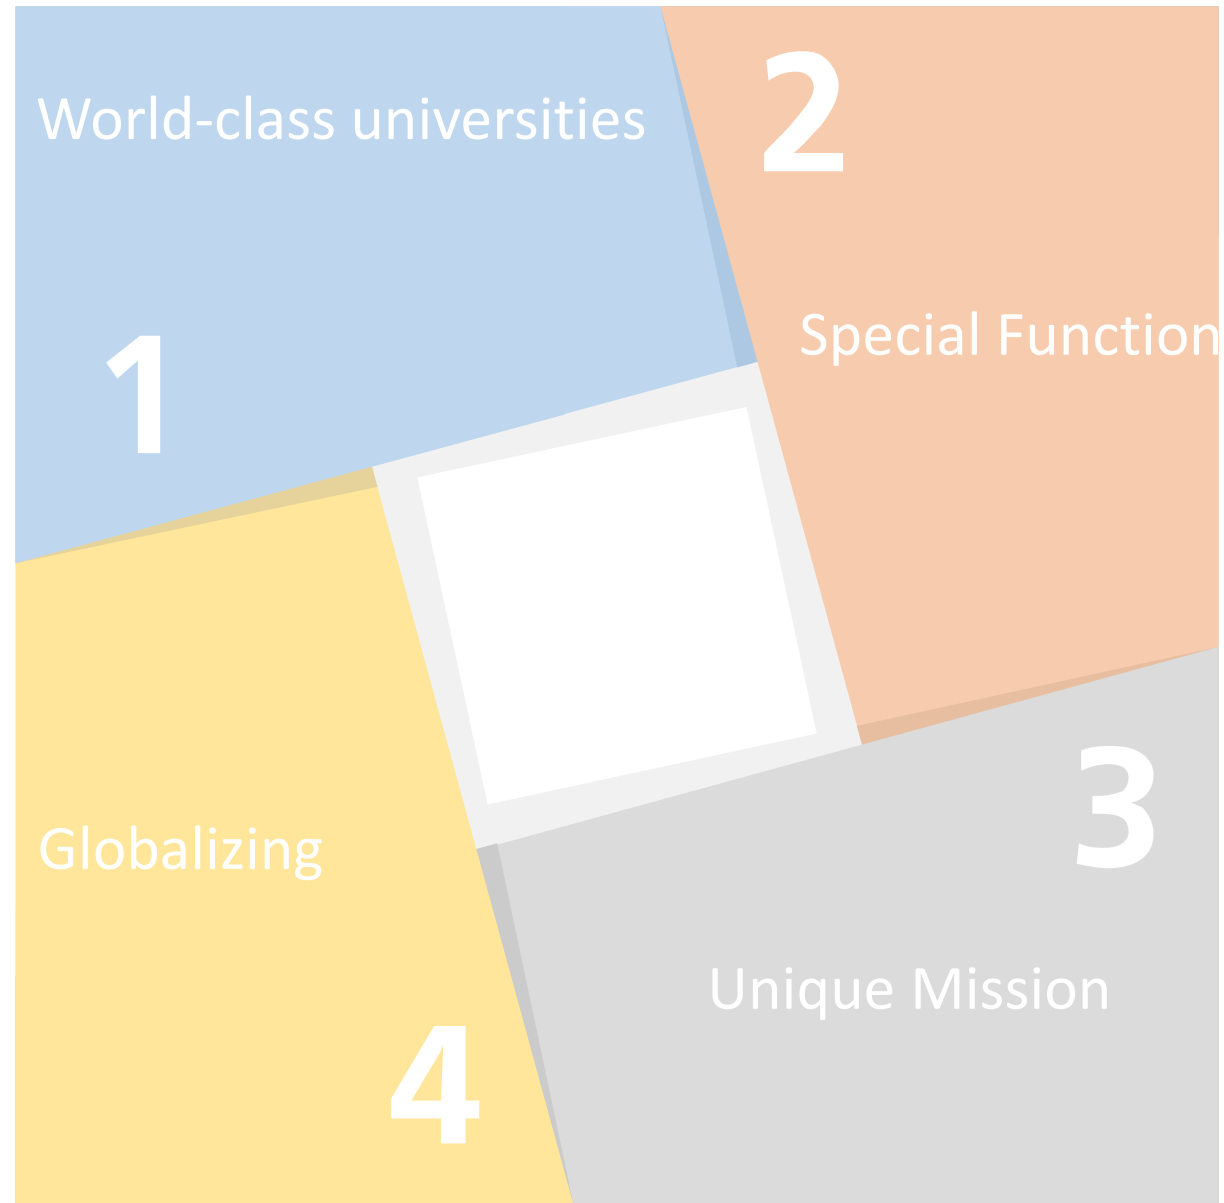 World-class universities
1
2
Special Function
3
Unique Mission
Globalizing
4